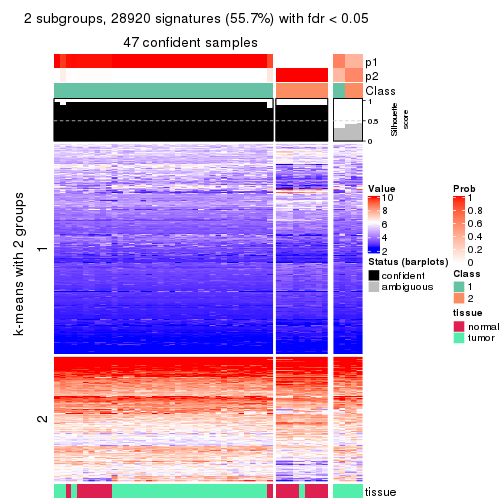 2 subgroups, 28920 signatures (55.7%) with fdr < 0.05
47 confident samples
p1
p2
Class
1
0.5
0
Silhouette
score
k-means with 2 groups
1
2
tissue
Value
10
8
6
4
2
Status (barplots)
confident
ambiguous
Prob
1
0.8
0.6
0.4
0.2
0
Class
1
2
tissue
normal
tumor